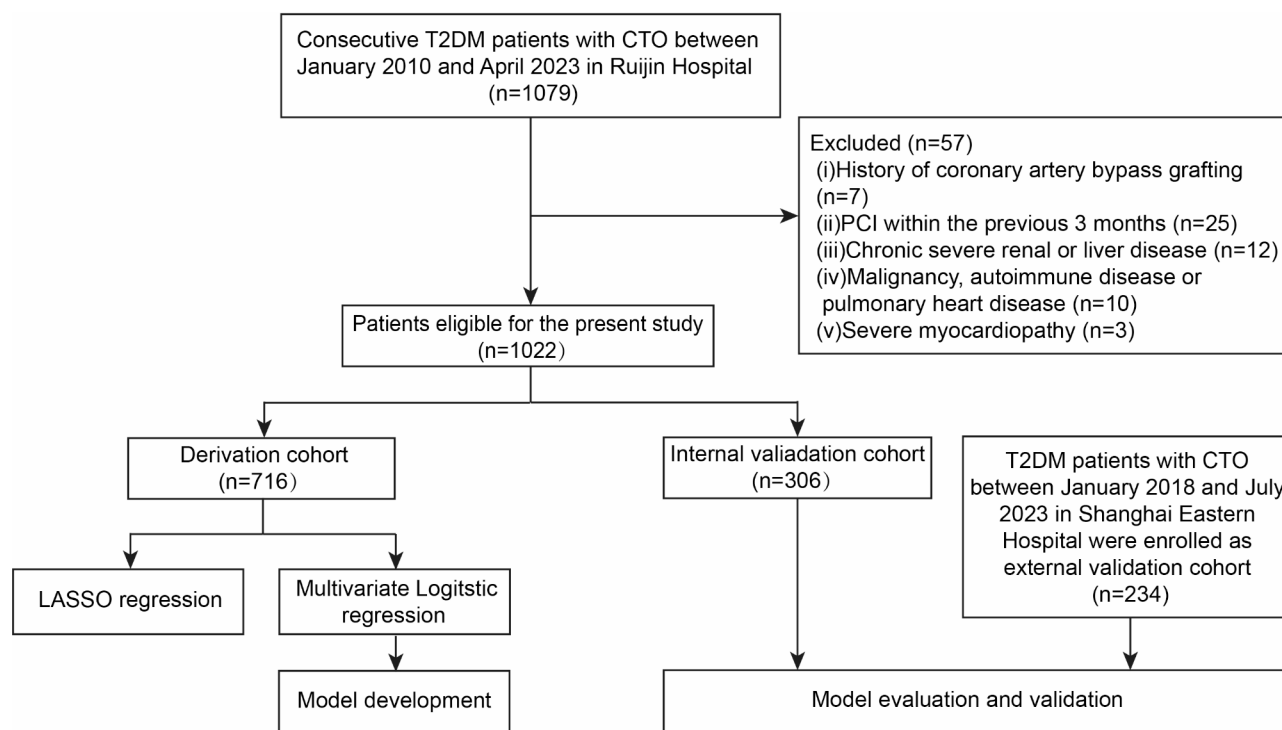 Consecutive T2DM patients with CTO between
January 2010 and April 2023 in Ruijin Hospital
(n=1079)
Excluded (n=57)
(i)History of coronary artery bypass grafting
(n=7)
(ii)PCI within the previous 3 months (n=25)
(iii)Chronic severe renal or liver disease (n=12)
(iv)Malignancy, autoimmune disease or
pulmonary heart disease (n=10)
(v)Severe myocardiopathy (n=3)
Patients eligible for the present study
(n=1022)
Derivation cohort
(n=716)
Internal valiadation cohort
(n=306)
T2DM patients with CTO
between January 2018 and July
2023 in Shanghai Eastern
Hospital were enrolled as
external validation cohort
(n=234)
LASSO regression
Multivariate Logitstic
regression
Model development
Model evaluation and validation